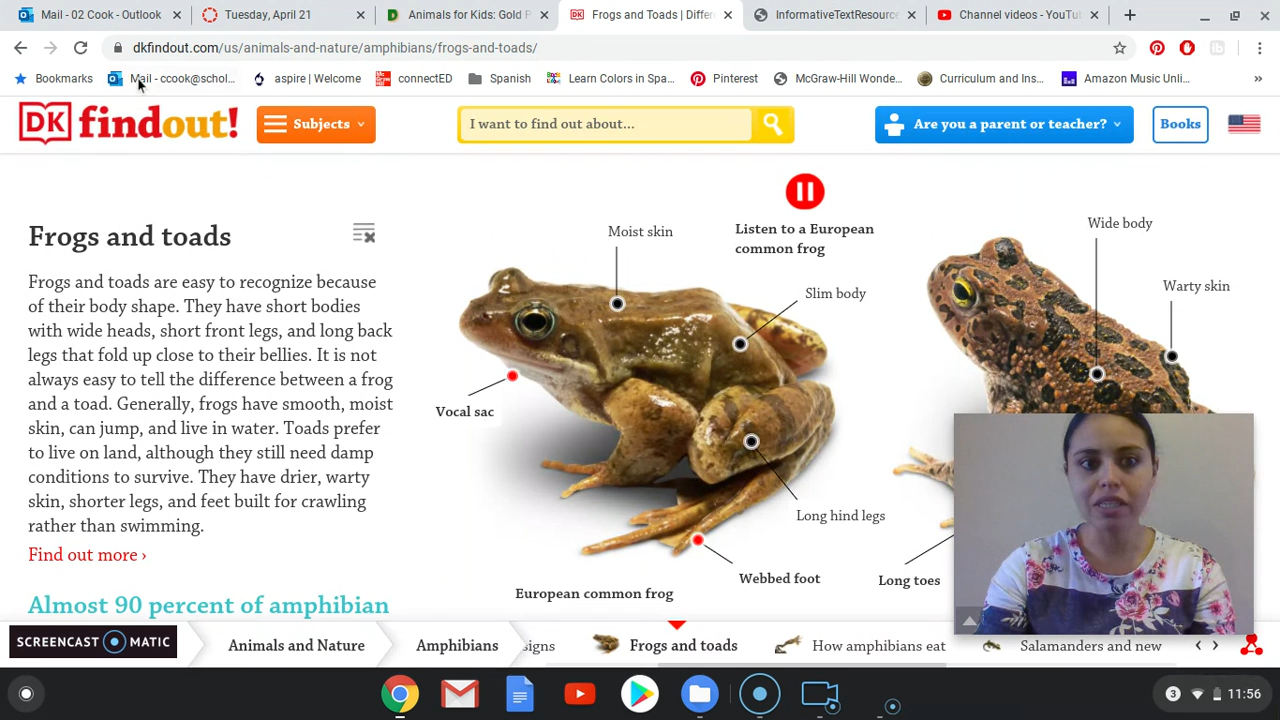 Mail - 02 Cook - Outlook
Tuesday, April 21
Animals for Kids: Gold P
Frogs and Toads | Differ
InformativeTextResource
Channel videos - YouTu
dkfindout.com/us/animals-and-nature/amphibians/frogs-and-toads/
Bookmarks
Mail - ccook@schol...
aspire | Welcome
connectED
Spanish
Learn Colors in Spa...
Pinterest
McGraw-Hill Wonde...
Curriculum and Ins...
Amazon Music Unli...
DK findout!
Subjects
I want to find out about...
Are you a parent or teacher?
Books
Frogs and toads
Frogs and toads are easy to recognize because
of their body shape. They have short bodies
with wide heads, short front legs, and long back
legs that fold up close to their bellies. It is not
always easy to tell the difference between a frog
and a toad. Generally, frogs have smooth, moist
skin, can jump, and live in water. Toads prefer
to live on land, although they still need damp
conditions to survive. They have drier, warty
skin, shorter legs, and feet built for crawling
rather than swimming.
Find out more ›
Almost 90 percent of amphibian
Moist skin
Listen to a European
common frog
Slim body
Vocal sac
Long hind legs
Webbed foot
European common frog
Wide body
Warty skin
Long toes
SCREENCAST MATIC
Animals and Nature
Amphibians
signs
Frogs and toads
How amphibians eat
Salamanders and new
3
11:56